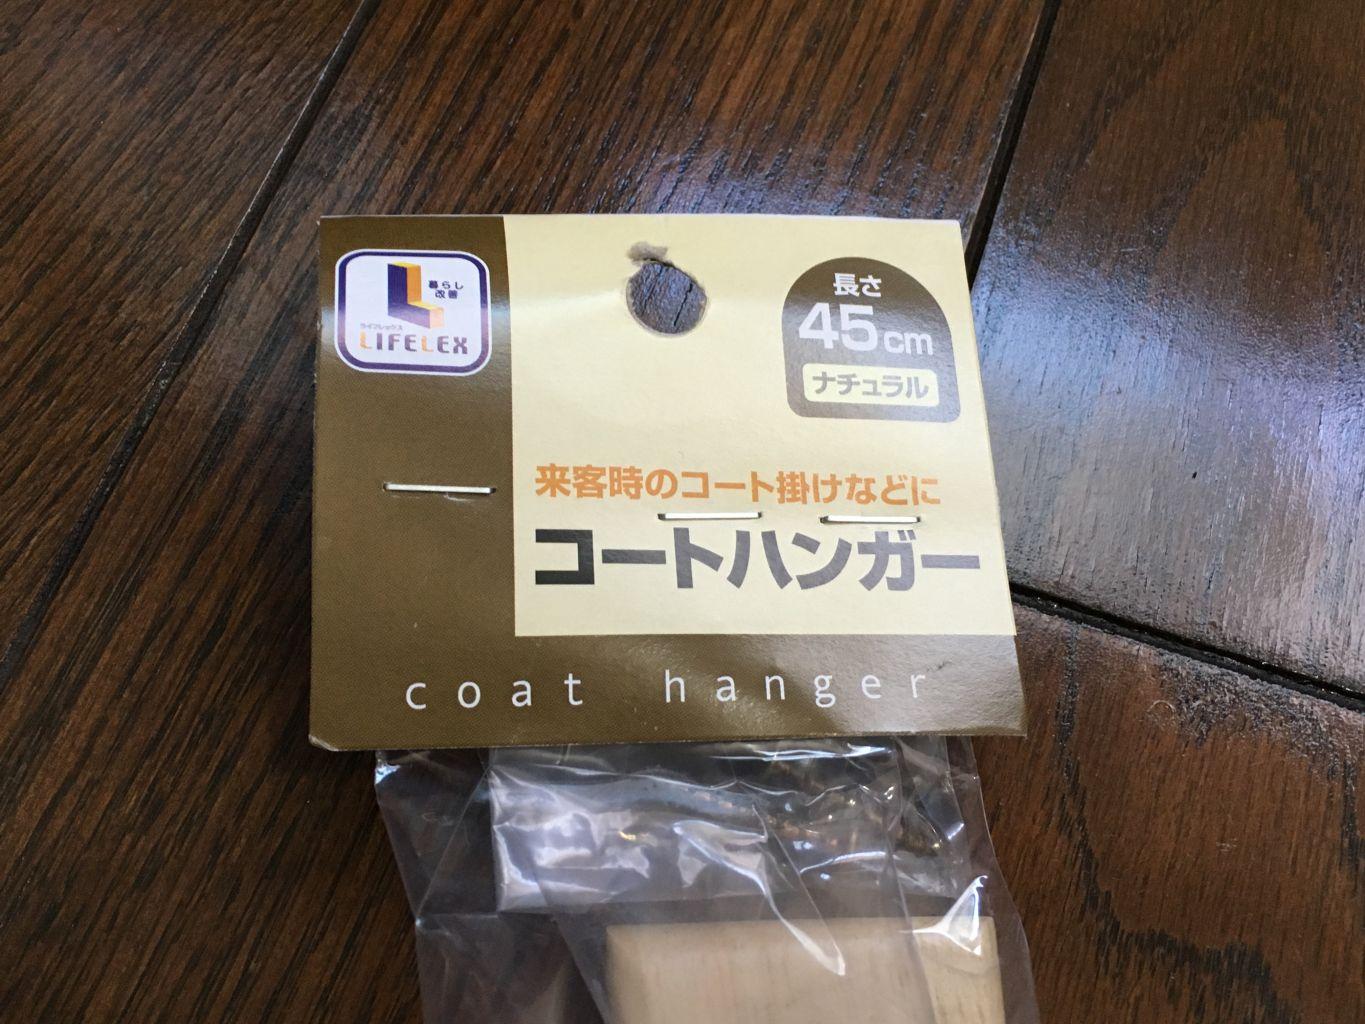 暮らし
改善
ライフレックス
LIFELEX
長さ
45cm
ナチュラル
来客時のコート掛けなどに
コートハンガー
coat hanger